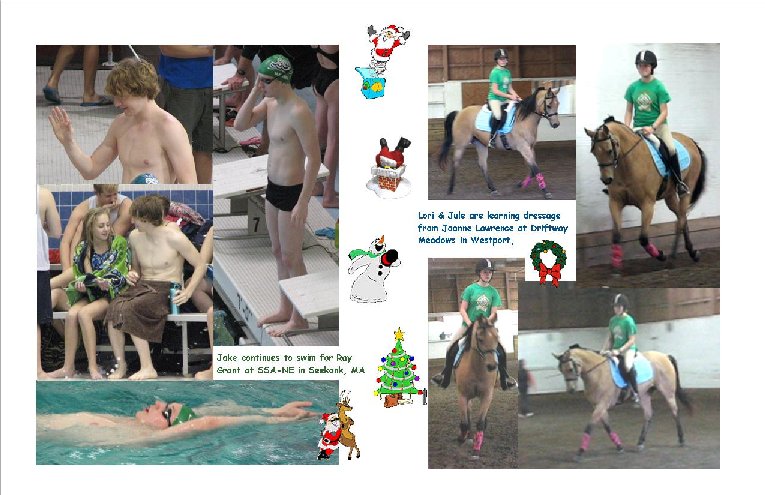 Lori & Jule are learning dressage
from Joanne Lawrence at Driftway
Meadows in Westport,
7
Jake continues to swim for Ray
Grant at SSA-NE in Seekonk, MA